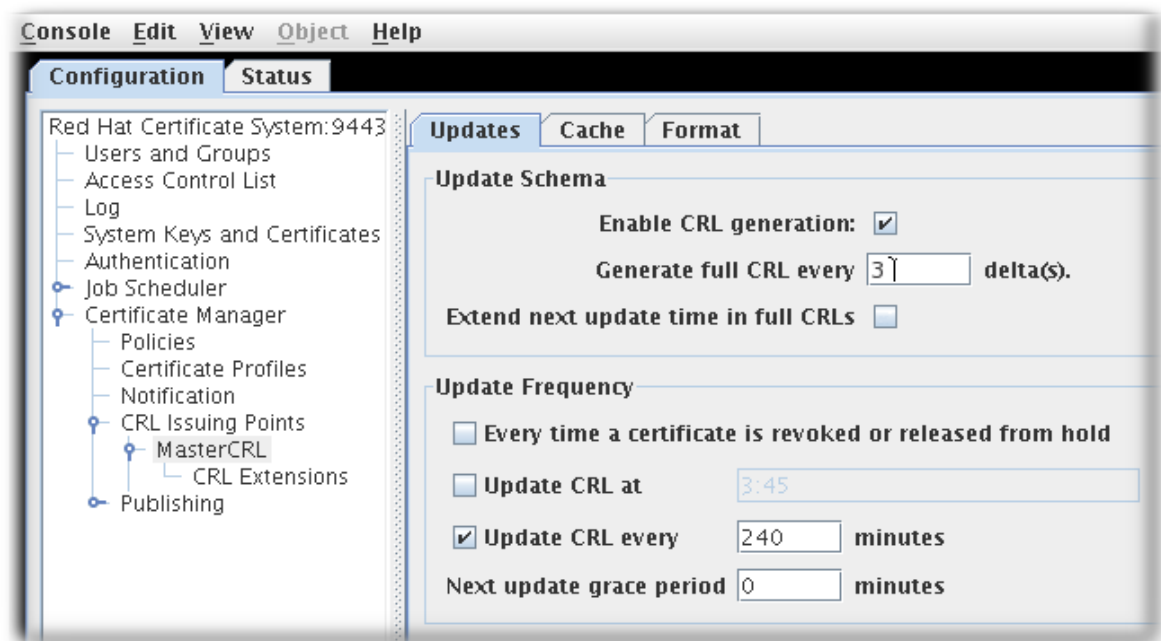 Console Edit View Object Help
Configuration Status
Red Hat Certificate System:9443
Users and Groups
Access Control List
Log
System Keys and Certificates
Authentication
Job Scheduler
Certificate Manager
Policies
Certificate Profiles
Notification
CRL Issuing Points
MasterCRL
CRL Extensions
Publishing
Updates Cache Format
Update Schema
Enable CRL generation:
Generate full CRL every 3 delta(s).
Extend next update time in full CRLs
Update Frequency
Every time a certificate is revoked or released from hold
Update CRL at 3:45
Update CRL every 240 minutes
Next update grace period 0 minutes